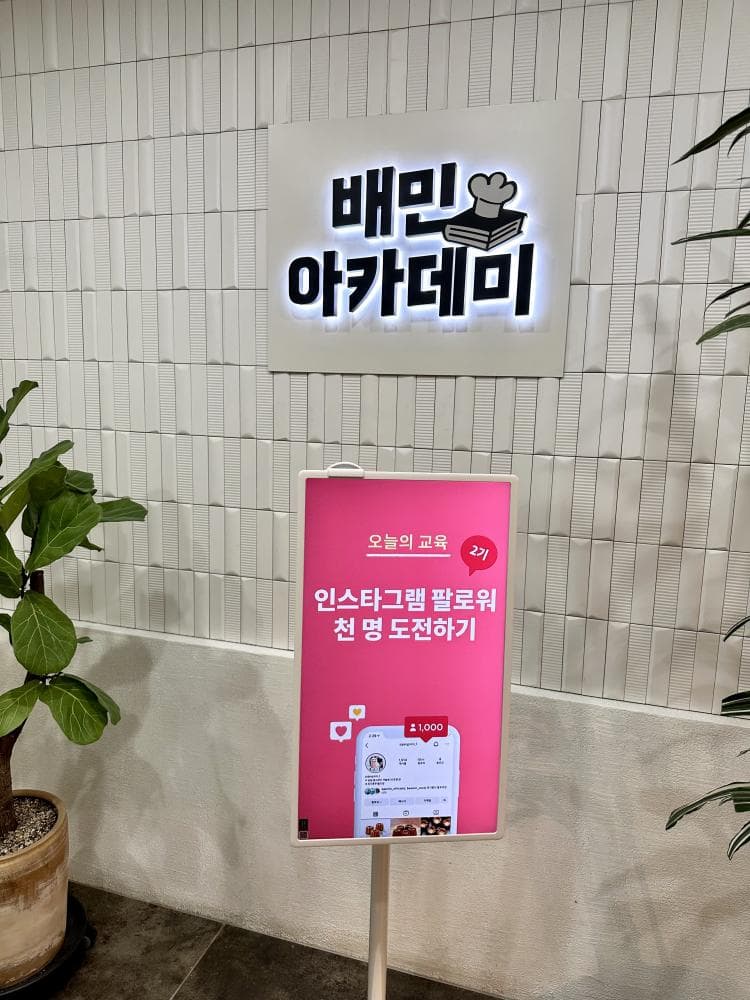 배민
아카데미
오늘의 교육
2기
인스타그램 팔로워
천 명 도전하기
1,000